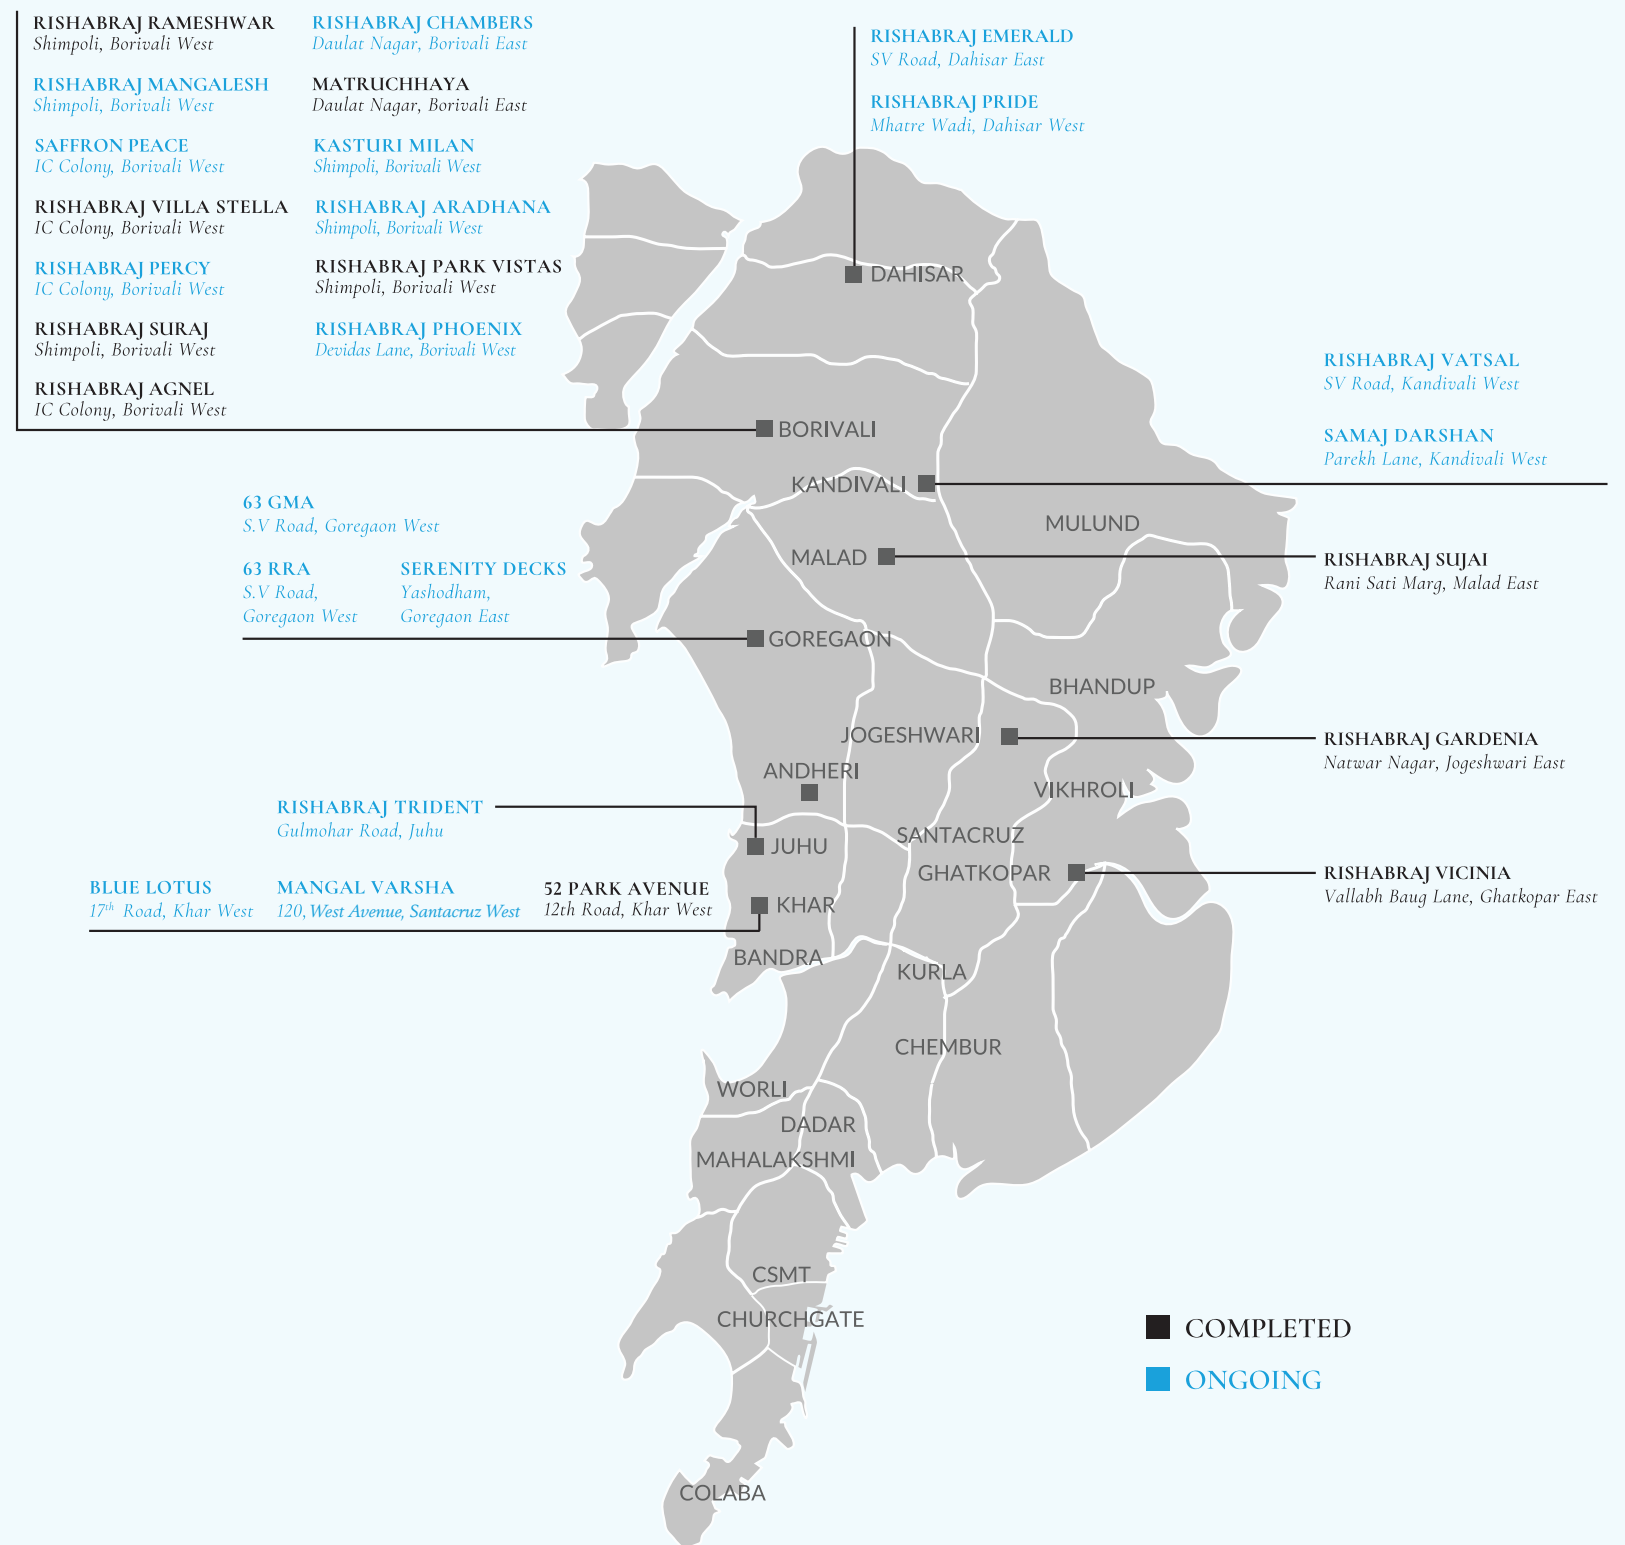 RISHABRAJ RAMESHWAR
Shimpoli, Borivali West
RISHABRAJ MANGALESH
Shimpoli, Borivali West
SAFFRON PEACE
IC Colony, Borivali West
RISHABRAJ VILLA STELLA
IC Colony, Borivali West
RISHABRAJ PERCY
IC Colony, Borivali West
RISHABRAJ SURAJ
Shimpoli, Borivali West
RISHABRAJ AGNEL
IC Colony, Borivali West
RISHABRAJ CHAMBERS
Daulat Nagar, Borivali East
MATRUCHHAYA
Daulat Nagar, Borivali East
KASTURI MILAN
Shimpoli, Borivali West
RISHABRAJ ARADHANA
Shimpoli, Borivali West
RISHABRAJ PARK VISTAS
Shimpoli, Borivali West
RISHABRAJ PHOENIX
Devidas Lane, Borivali West
RISHABRAJ EMERALD
SV Road, Dahisar East
RISHABRAJ PRIDE
Mhatre Wadi, Dahisar West
DAHISAR
RISHABRAJ VATSAL
SV Road, Kandivali West
SAMAJ DARSHAN
Parekh Lane, Kandivali West
BORIVALI
KANDIVALI
63 GMA
S.V Road, Goregaon West
63 RRA
S.V Road,
Goregaon West
SERENITY DECKS
Yashodham,
Goregaon East
MULUND
MALAD
RISHABRAJ SUJAI
Rani Sati Marg, Malad East
GOREGAON
BHANDUP
JOGESHWARI
RISHABRAJ GARDENIA
Natwar Nagar, Jogeshwari East
ANDHERI
VIKHROLI
RISHABRAJ TRIDENT
Gulmohar Road, Juhu
JUHU
SANTACRUZ
GHATKOPAR
RISHABRAJ VICINIA
Vallabh Baug Lane, Ghatkopar East
BLUE LOTUS
17th Road, Khar West
MANGAL VARSHA
120, West Avenue, Santacruz West
52 PARK AVENUE
12th Road, Khar West
KHAR
BANDRA
KURLA
CHEMBUR
WORLI
DADAR
MAHALAKSHMI
CSMT
CHURCHGATE
COLABA
COMPLETED
ONGOING